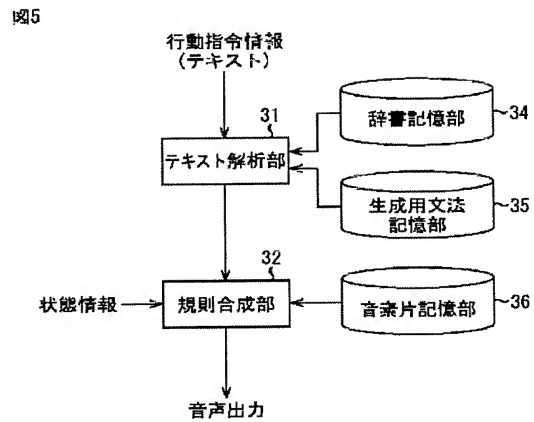 図5
行動指令情報
(テキスト)
31
テキスト解析部
辞書記憶部
34
生成用文法
記憶部
35
32
状態情報
規則合成部
音素片記憶部
36
音声出力